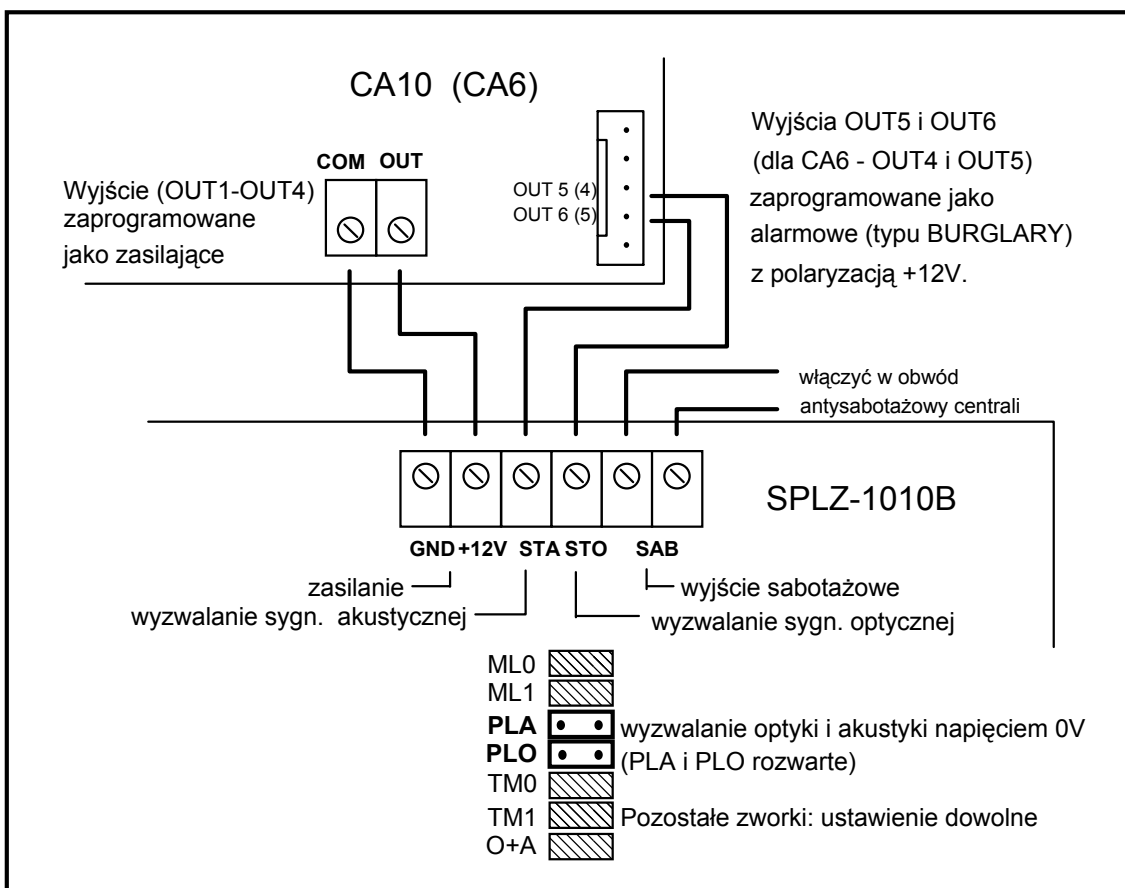 CA10 (CA6)
COM OUT
Wyjście (OUT1-OUT4)
zaprogramowane
jako zasilające
OUT 5 (4)
OUT 6 (5)
Wyjścia OUT5 i OUT6
(dla CA6 - OUT4 i OUT5)
zaprogramowane jako
alarmowe (typu BURGLARY)
z polaryzacją +12V.
włączyć w obwód
antysabotażowy centrali
SPLZ-1010B
GND +12V STA STO SAB
zasilanie
wyzwalanie sygn. akustycznej
wyjście sabotażowe
wyzwalanie sygn. optycznej
ML0
ML1
PLA
PLO
TM0
TM1
O+A
wyzwalanie optyki i akustyki napięciem 0V
(PLA i PLO rozwarte)
Pozostałe zworki: ustawienie dowolne